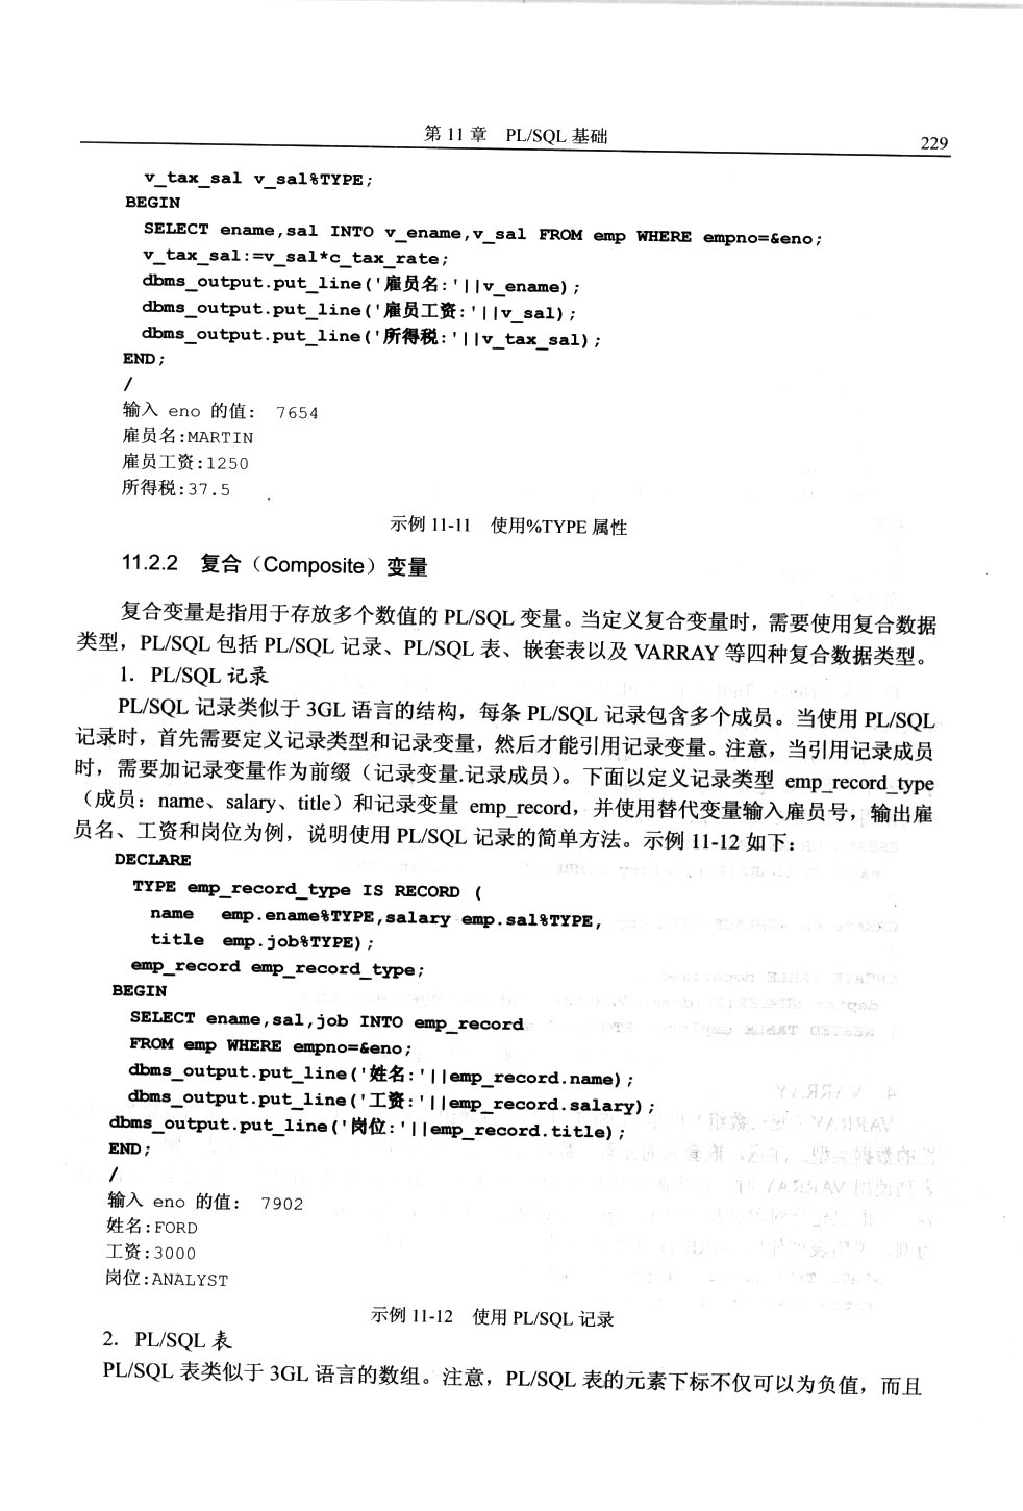 第 11 章 PL/SQL 基础
229
v_tax_sal v_sal%TYPE;
BEGIN
SELECT ename,sal INTO v_ename,v_sal FROM emp WHERE empno=&eno;
v_tax_sal:=v_sal*c_tax_rate;
dbms_output.put_line('雇员名:'||v_ename);
dbms_output.put_line('雇员工资:'||v_sal);
dbms_output.put_line('所得税:'||v_tax_sal);
END;
/
输入 eno 的值: 7654
雇员名:MARTIN
雇员工资:1250
所得税:37.5
示例 11-11 使用%TYPE 属性
11.2.2 复合（Composite）变量
复合变量是指用于存放多个数值的 PL/SQL 变量。当定义复合变量时，需要使用复合数据
类型，PL/SQL 包括 PL/SQL 记录、PL/SQL 表、嵌套表以及 VARRAY 等四种复合数据类型。
1. PL/SQL 记录
PL/SQL 记录类似于 3GL 语言的结构，每条 PL/SQL 记录包含多个成员。当使用 PL/SQL
记录时，首先需要定义记录类型和记录变量，然后才能引用记录变量。注意，当引用记录成员
时，需要加记录变量作为前缀（记录变量.记录成员）。下面以定义记录类型 emp_record_type
（成员：name、salary、title）和记录变量 emp_record，并使用替代变量输入雇员号，输出雇
员名、工资和岗位为例，说明使用 PL/SQL 记录的简单方法。示例 11-12 如下：
DECLARE
TYPE emp_record_type IS RECORD (
name emp.ename%TYPE,salary emp.sal%TYPE,
title emp.job%TYPE);
emp_record emp_record_type;
BEGIN
SELECT ename,sal,job INTO emp_record
FROM emp WHERE empno=&eno;
dbms_output.put_line('姓名:'||emp_record.name);
dbms_output.put_line('工资:'||emp_record.salary);
dbms_output.put_line('岗位:'||emp_record.title);
END;
/
输入 eno 的值: 7902
姓名:FORD
工资:3000
岗位:ANALYST
示例 11-12 使用 PL/SQL 记录
2. PL/SQL 表
PL/SQL 表类似于 3GL 语言的数组。注意，PL/SQL 表的元素下标不仅可以为负值，而且